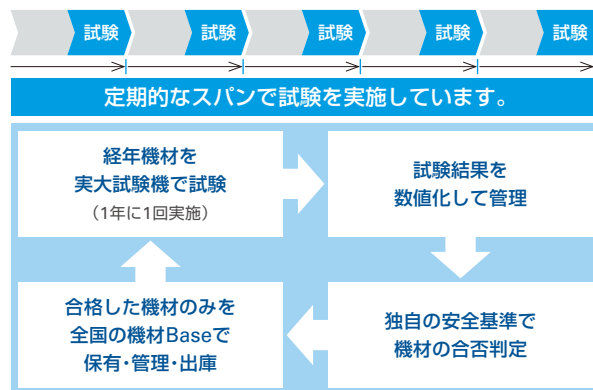 試験 試験 試験 試験 試験
定期的なスパンで試験を実施しています。
経年機材を
実大試験機で試験
（1年に1回実施）
試験結果を
数値化して管理
独自の安全基準で
機材の合否判定
合格した機材のみを
全国の機材Baseで
保有・管理・出庫